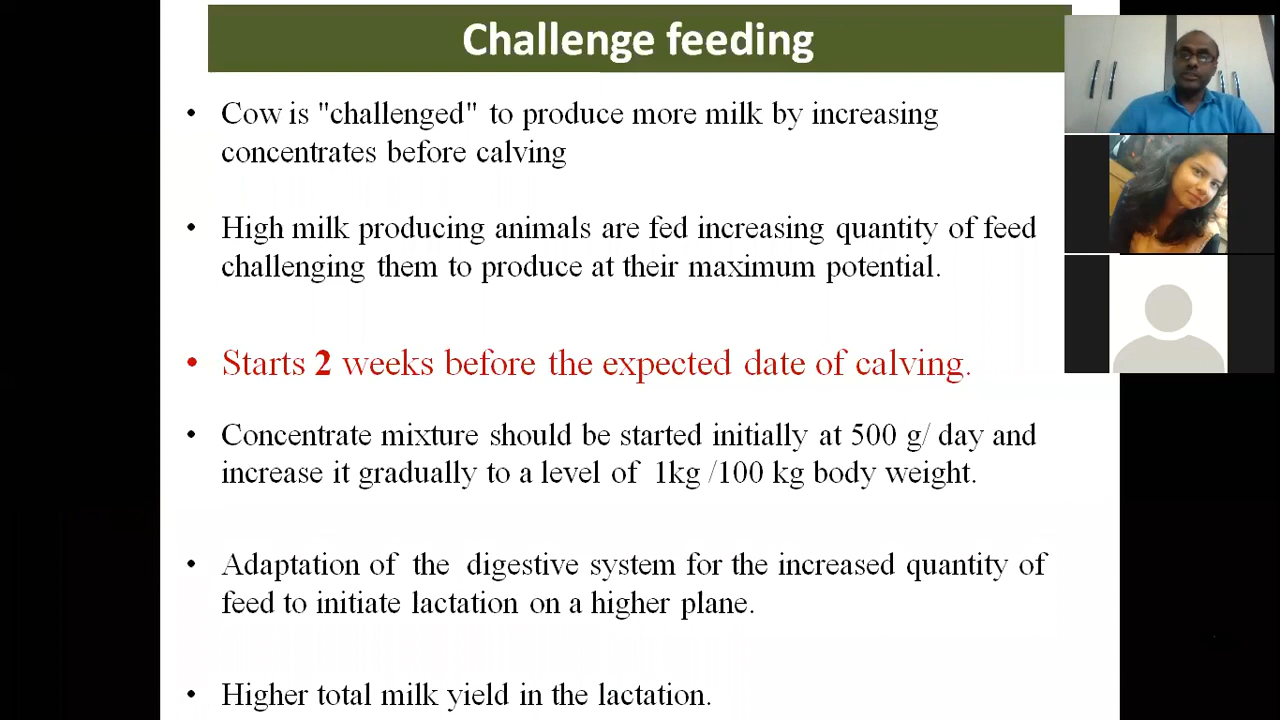 Challenge feeding
• Cow is "challenged" to produce more milk by increasing
concentrates before calving
• High milk producing animals are fed increasing quantity of feed
challenging them to produce at their maximum potential.
• Starts 2 weeks before the expected date of calving.
• Concentrate mixture should be started initially at 500 g/ day and
increase it gradually to a level of 1kg /100 kg body weight.
• Adaptation of the digestive system for the increased quantity of
feed to initiate lactation on a higher plane.
• Higher total milk yield in the lactation.